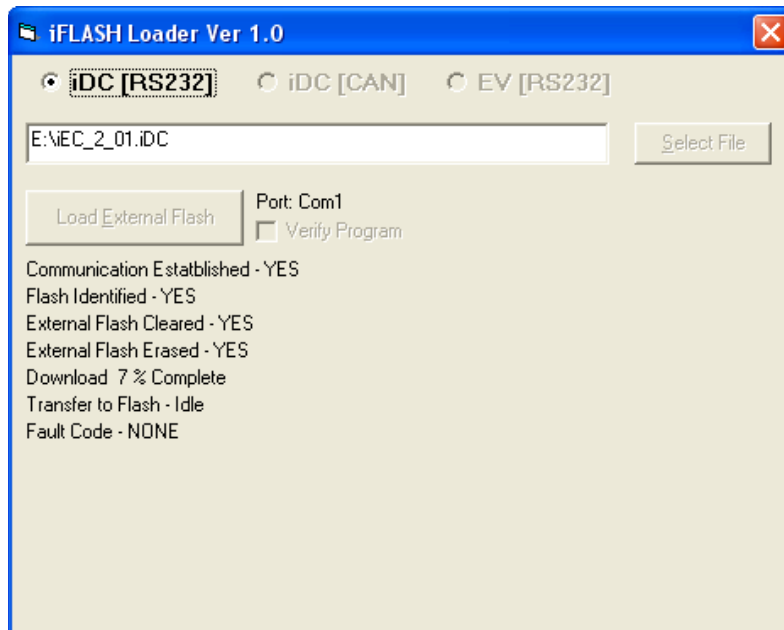 iFLASH Loader Ver 1.0
iDC [RS232] iDC [CAN] EV [RS232]
E:\iEC_2_01.iDC Select File
Load External Flash
Port: Com1
Verify Program
Communication Estatblished - YES
Flash Identified - YES
External Flash Cleared - YES
External Flash Erased - YES
Download 7 % Complete
Transfer to Flash - Idle
Fault Code - NONE